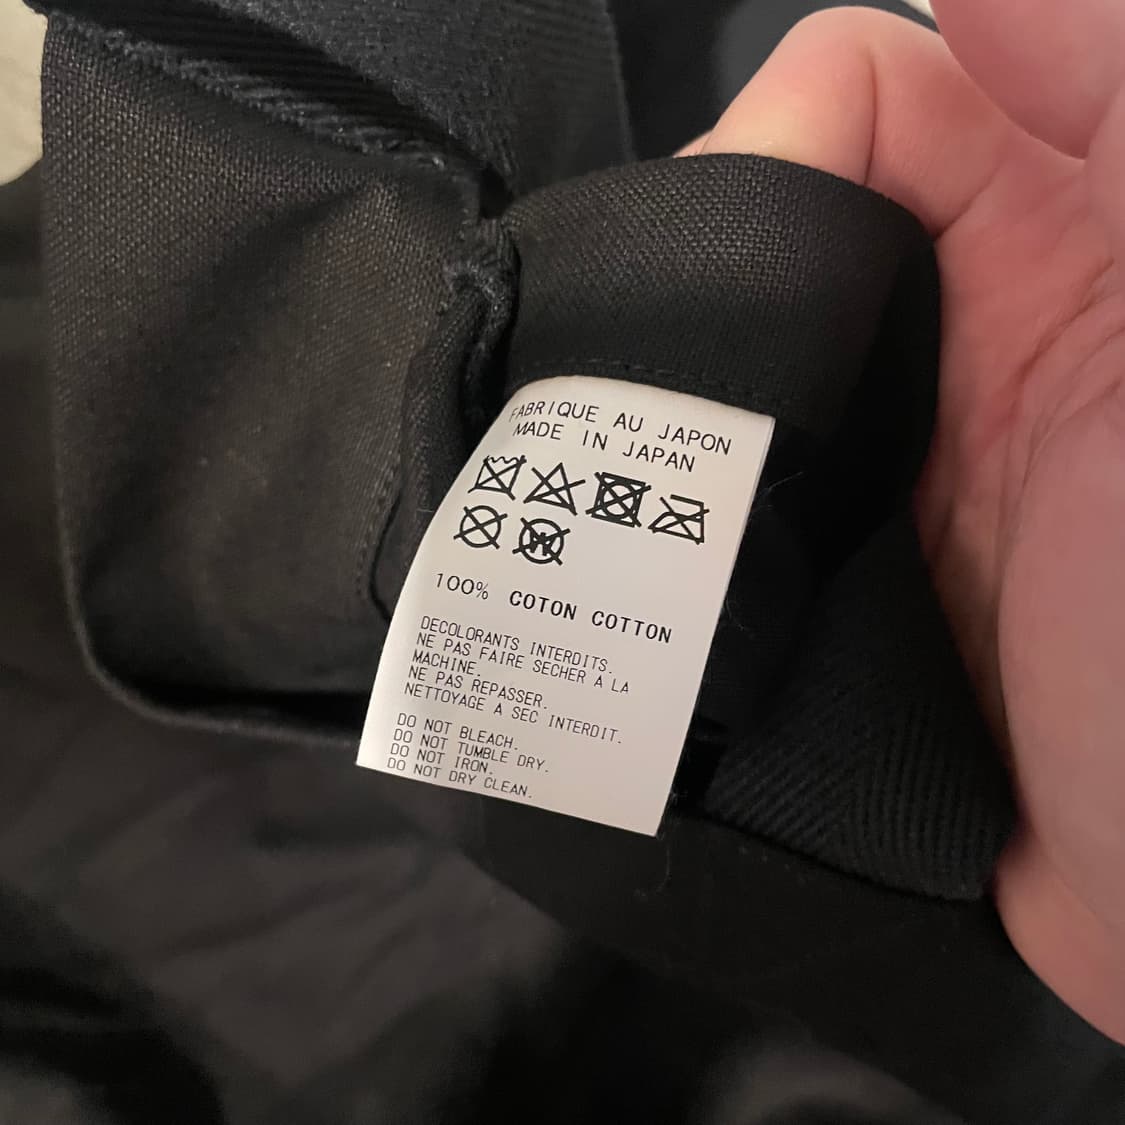 FABRIQUE AU JAPON
MADE IN JAPAN
W
100% COTON COTTON
DECOLORANTS INTERDITS.
NE PAS FAIRE SECHER A LA
MACHINE.
NE PAS REPASSER.
NETTOYAGE A SEC INTERDIT.
DO NOT BLEACH.
DO NOT TUMBLE DRY.
DO NOT IRON.
DO NOT DRY CLEAN.